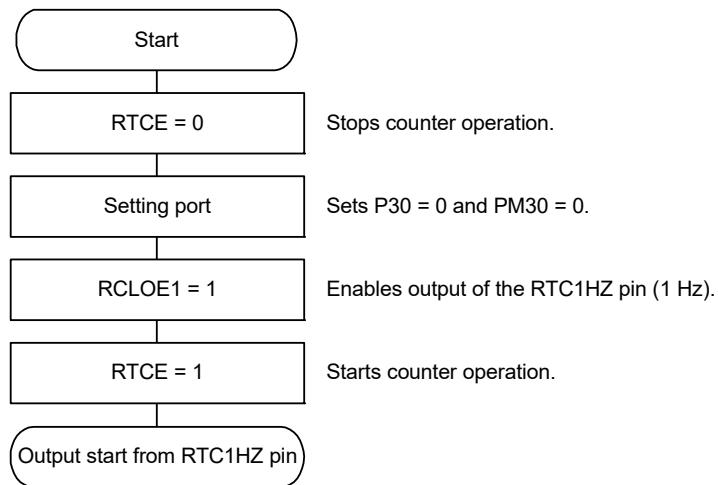 Start
RTCE = 0
Stops counter operation.
Setting port
Sets P30 = 0 and PM30 = 0.
RCLOE1 = 1
Enables output of the RTC1HZ pin (1 Hz).
RTCE = 1
Starts counter operation.
Output start from RTC1HZ pin